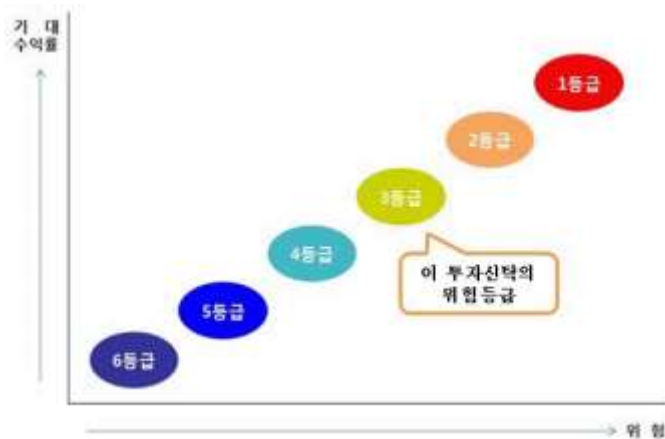 기 대
수익률
1등급
2등급
3등급
4등급
이 투자신탁의
위험등급
5등급
6등급
위 험